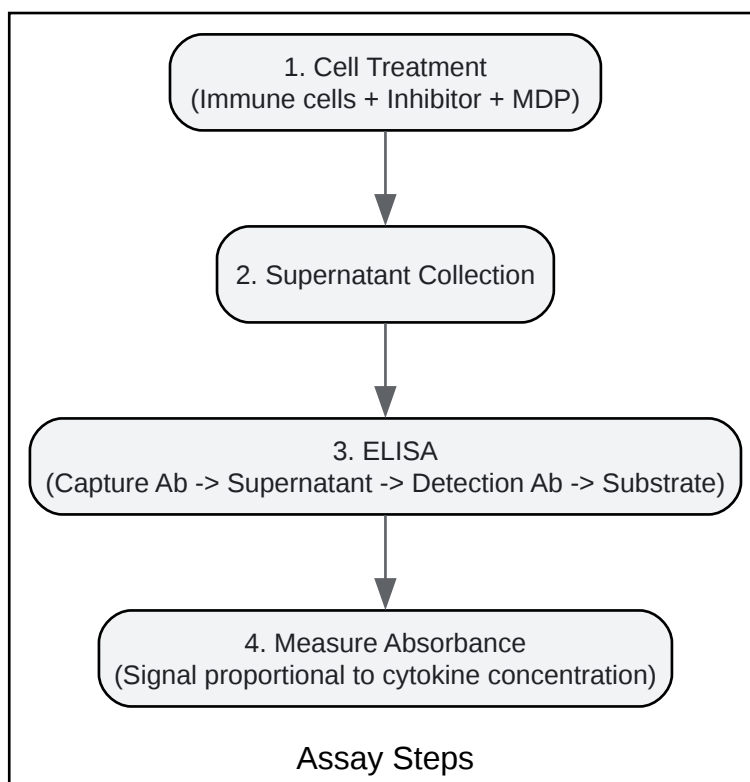 1. Cell Treatment
(Immune cells + Inhibitor + MDP)
2. Supernatant Collection
3. ELISA
(Capture Ab -> Supernatant -> Detection Ab -> Substrate)
4. Measure Absorbance
(Signal proportional to cytokine concentration)
Assay Steps